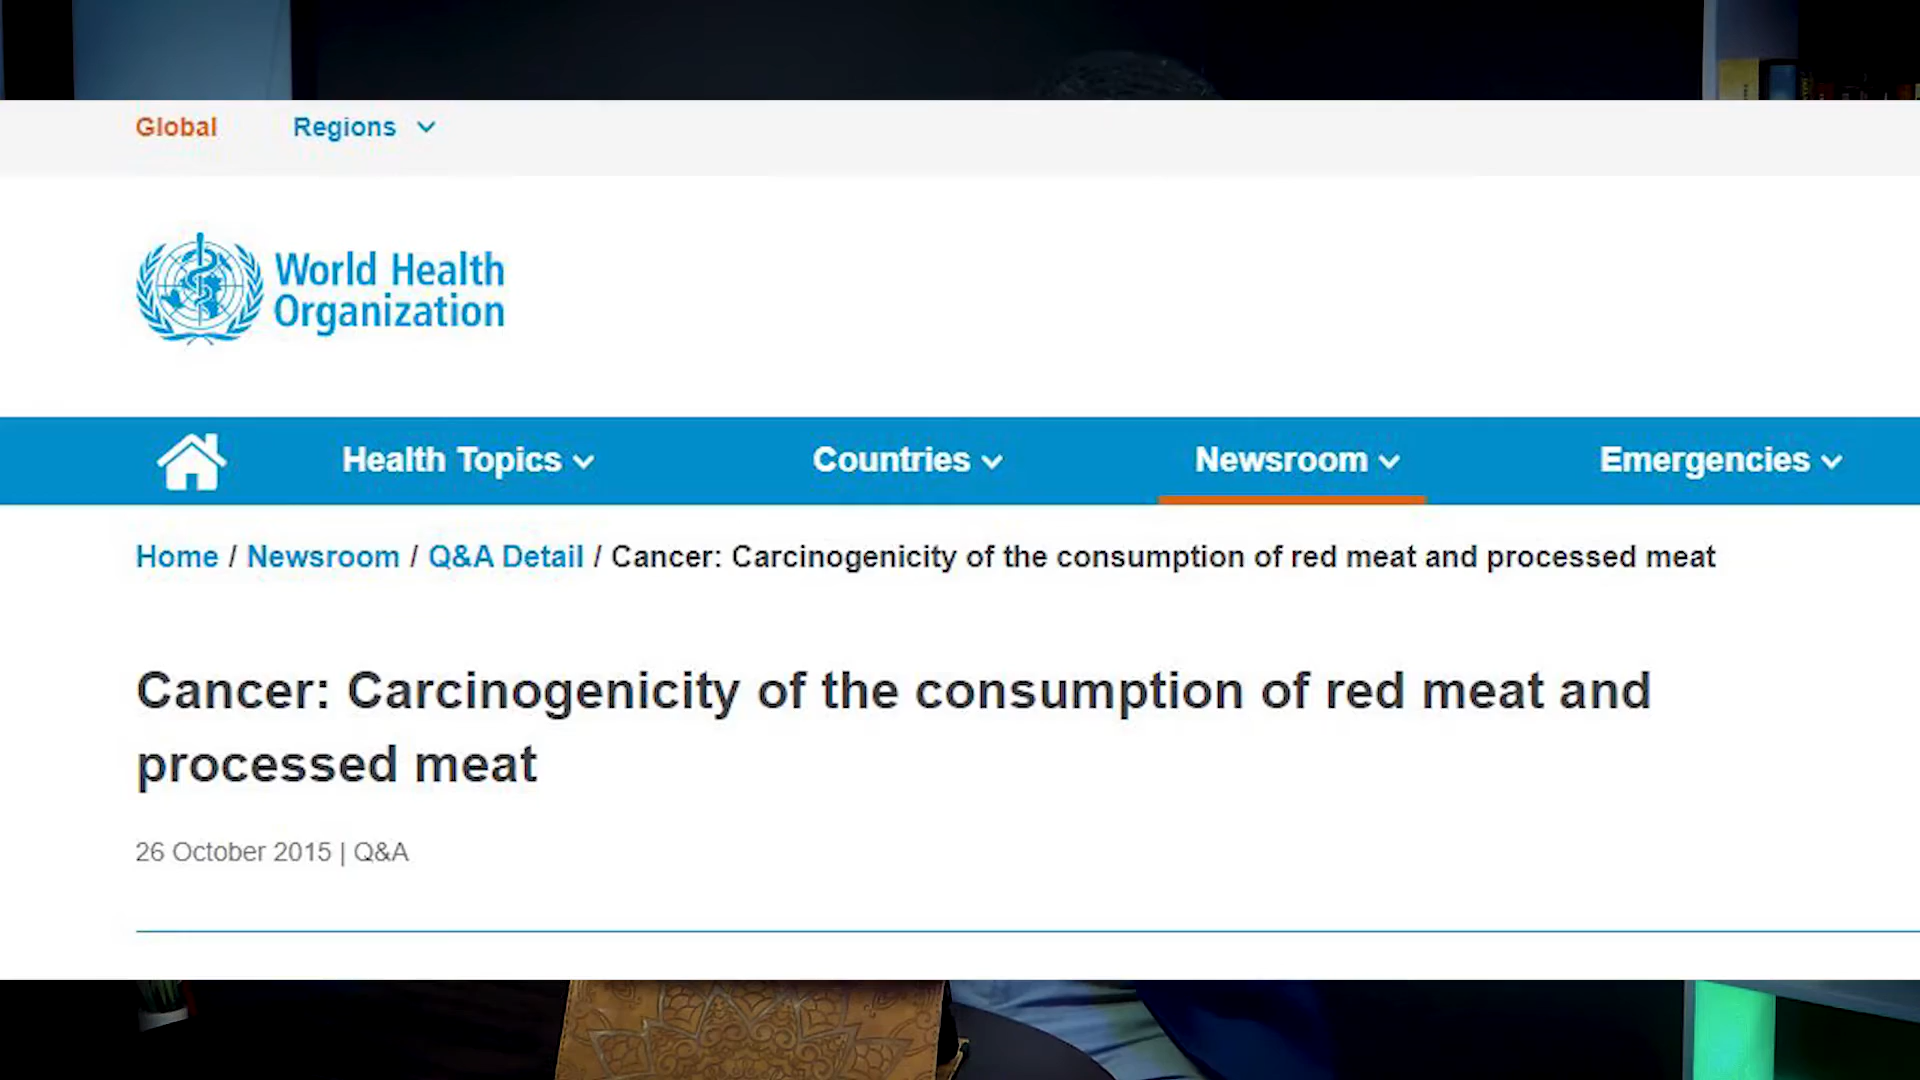 Global Regions
World Health
Organization
Health Topics Countries Newsroom Emergencies
Home / Newsroom / Q&A Detail / Cancer: Carcinogenicity of the consumption of red meat and processed meat
Cancer: Carcinogenicity of the consumption of red meat and
processed meat
26 October 2015 | Q&A